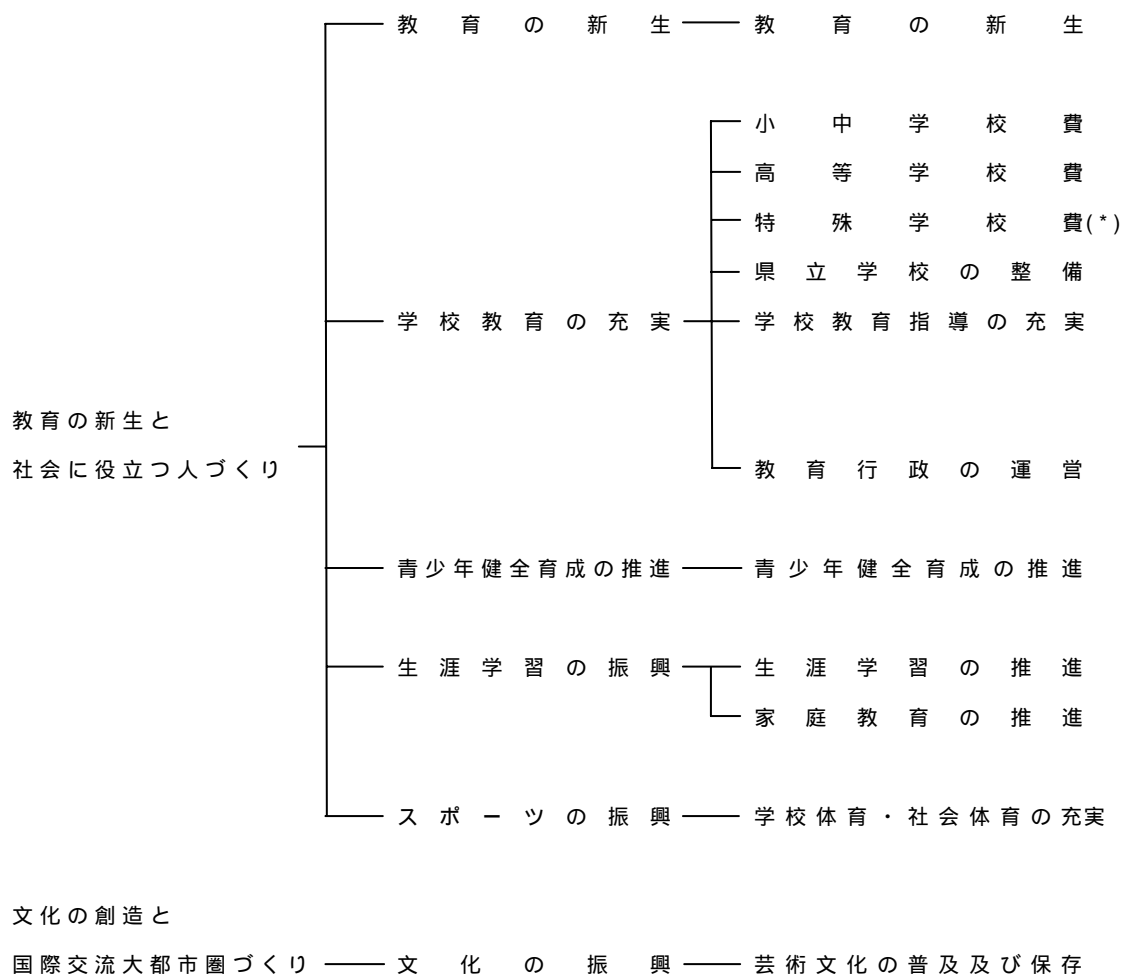 教育の新生 教育の新生
小中学校費
高等学校費
特殊学校費(*)
県立学校の整備
学校教育の充実 学校教育指導の充実
教育の新生と
社会に役立つ人づくり 教育行政の運営
青少年健全育成の推進 青少年健全育成の推進
生涯学習の振興 生涯学習の推進
家庭教育の推進
スポーツの振興 学校体育・社会体育の充実
文化の創造と
国際交流大都市圏づくり 文化の振興 芸術文化の普及及び保存